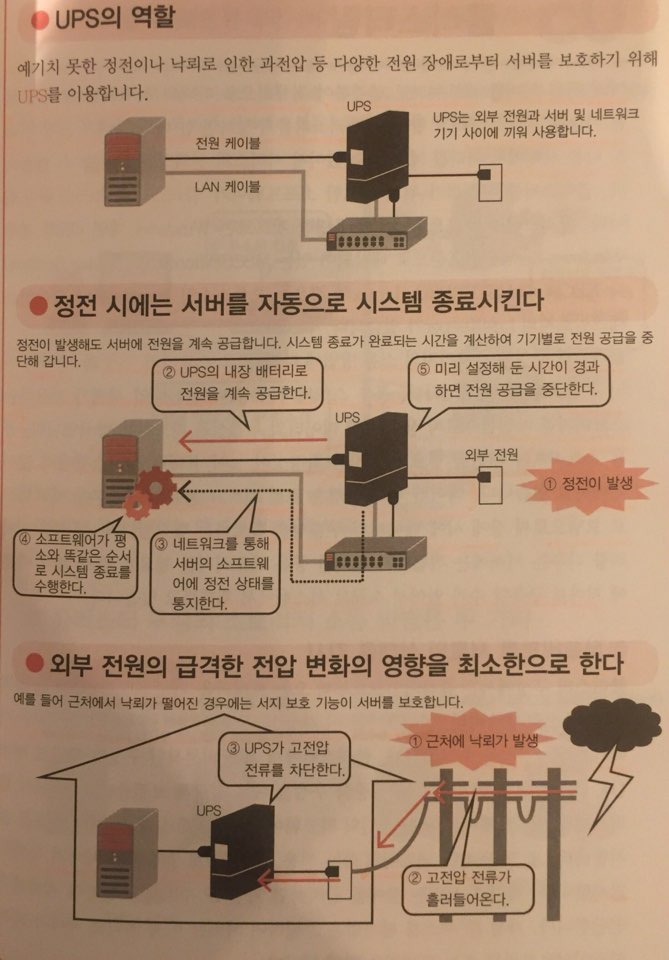 ● UPS의 역할
예기치 못한 정전이나 낙뢰로 인한 과전압 등 다양한 전원 장애로부터 서버를 보호하기 위해
UPS를 이용합니다.
UPS
UPS는 외부 전원과 서버 및 네트워크
기기 사이에 끼워 사용합니다.
전원 케이블
LAN 케이블
● 정전 시에는 서버를 자동으로 시스템 종료시킨다
정전이 발생해도 서버에 전원을 계속 공급합니다. 시스템 종료가 완료되는 시간을 계산하여 기기별로 전원 공급을 중
단해 갑니다.
② UPS의 내장 배터리로
전원을 계속 공급한다.
⑤ 미리 설정해 둔 시간이 경과
하면 전원 공급을 중단한다.
UPS
외부 전원
① 정전이 발생
④ 소프트웨어가 평
소와 똑같은 순서
로 시스템 종료를
수행한다.
③ 네트워크를 통해
서버의 소프트웨
어에 정전 상태를
통지한다.
● 외부 전원의 급격한 전압 변화의 영향을 최소한으로 한다
예를 들어 근처에서 낙뢰가 떨어진 경우에는 서지 보호 기능이 서버를 보호합니다.
① 근처에 낙뢰가 발생
③ UPS가 고전압
전류를 차단한다.
UPS
② 고전압 전류가
흘러들어온다.